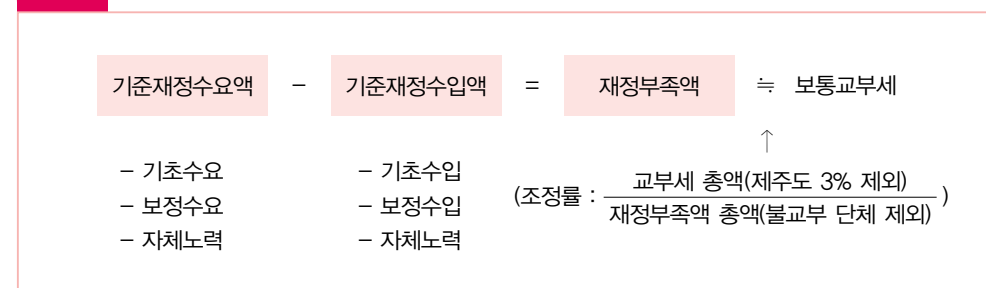 기준재정수요액 − 기준재정수입액 = 재정부족액 ≒ 보통교부세
↑
− 기초수요 − 기초수입
− 보정수요 − 보정수입
− 자체노력 − 자체노력
(조정률 : 교부세 총액(제주도 3% 제외)
재정부족액 총액(불교부 단체 제외) )